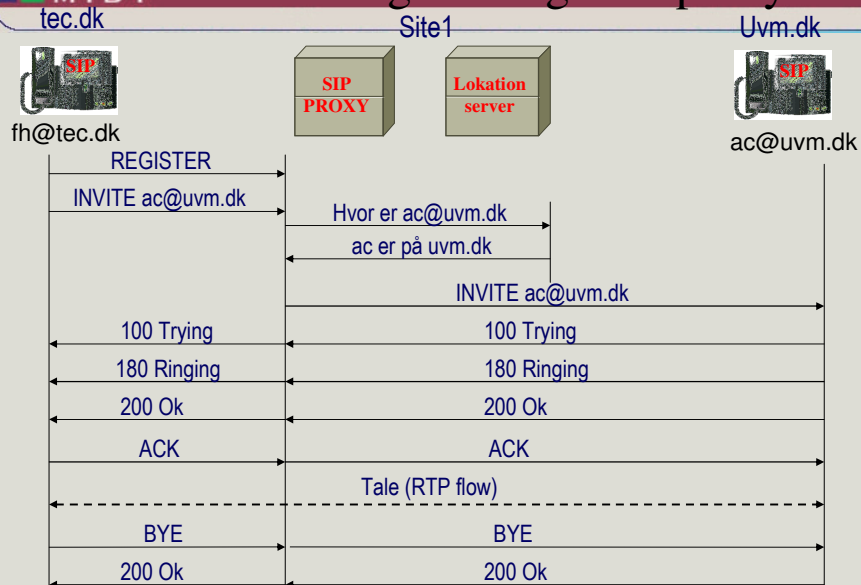 tec.dk
Site1
Uvm.dk
SIP
SIP
PROXY
Lokation
server
SIP
fh@tec.dk
ac@uvm.dk
REGISTER
INVITE ac@uvm.dk
Hvor er ac@uvm.dk
ac er på uvm.dk
INVITE ac@uvm.dk
100 Trying
100 Trying
180 Ringing
180 Ringing
200 Ok
200 Ok
ACK
ACK
Tale (RTP flow)
BYE
BYE
200 Ok
200 Ok